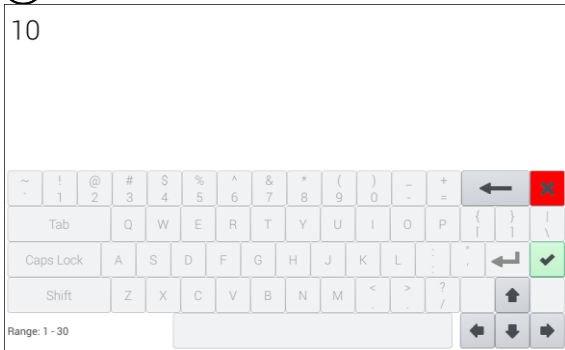 10
~ ! @ # $ % ^ & * ( ) _ +
` 1 2 3 4 5 6 7 8 9 0 - =
Tab Q W E R T Y U I O P { } |
[ ] \
Caps Lock A S D F G H J K L : "
; '
Shift Z X C V B N M < > ?
, . /
Range: 1 - 30